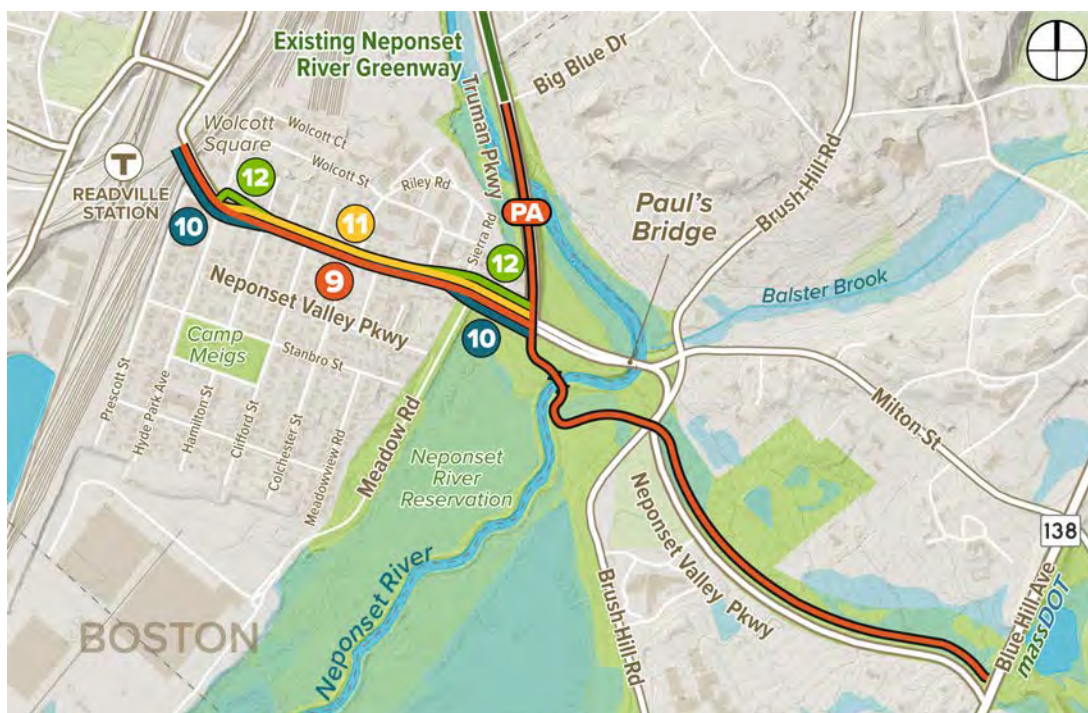 Existing Neponset
River Greenway
Big Blue Dr
Truman Pkwy
Wolcott
Square
Wolcott Ct
Wolcott St
Riley Rd
T
READVILLE
STATION
12
10
11
9
Sierra Rd
12
10
PA
Paul's
Bridge
Brush-Hill-Rd
Balster Brook
Neponset Valley Pkwy
Camp
Meigs
Stanbro St
Prescott St
Hyde Park Ave
Hamilton St
Clifford St
Colchester St
Meadowview Rd
Meadow Rd
Neponset
River
Reservation
Milton-St
138
Neponset River
Neponset Valley Pkwy
Brush-Hill-Rd
Blue Hill Ave
massDOT
BOSTON